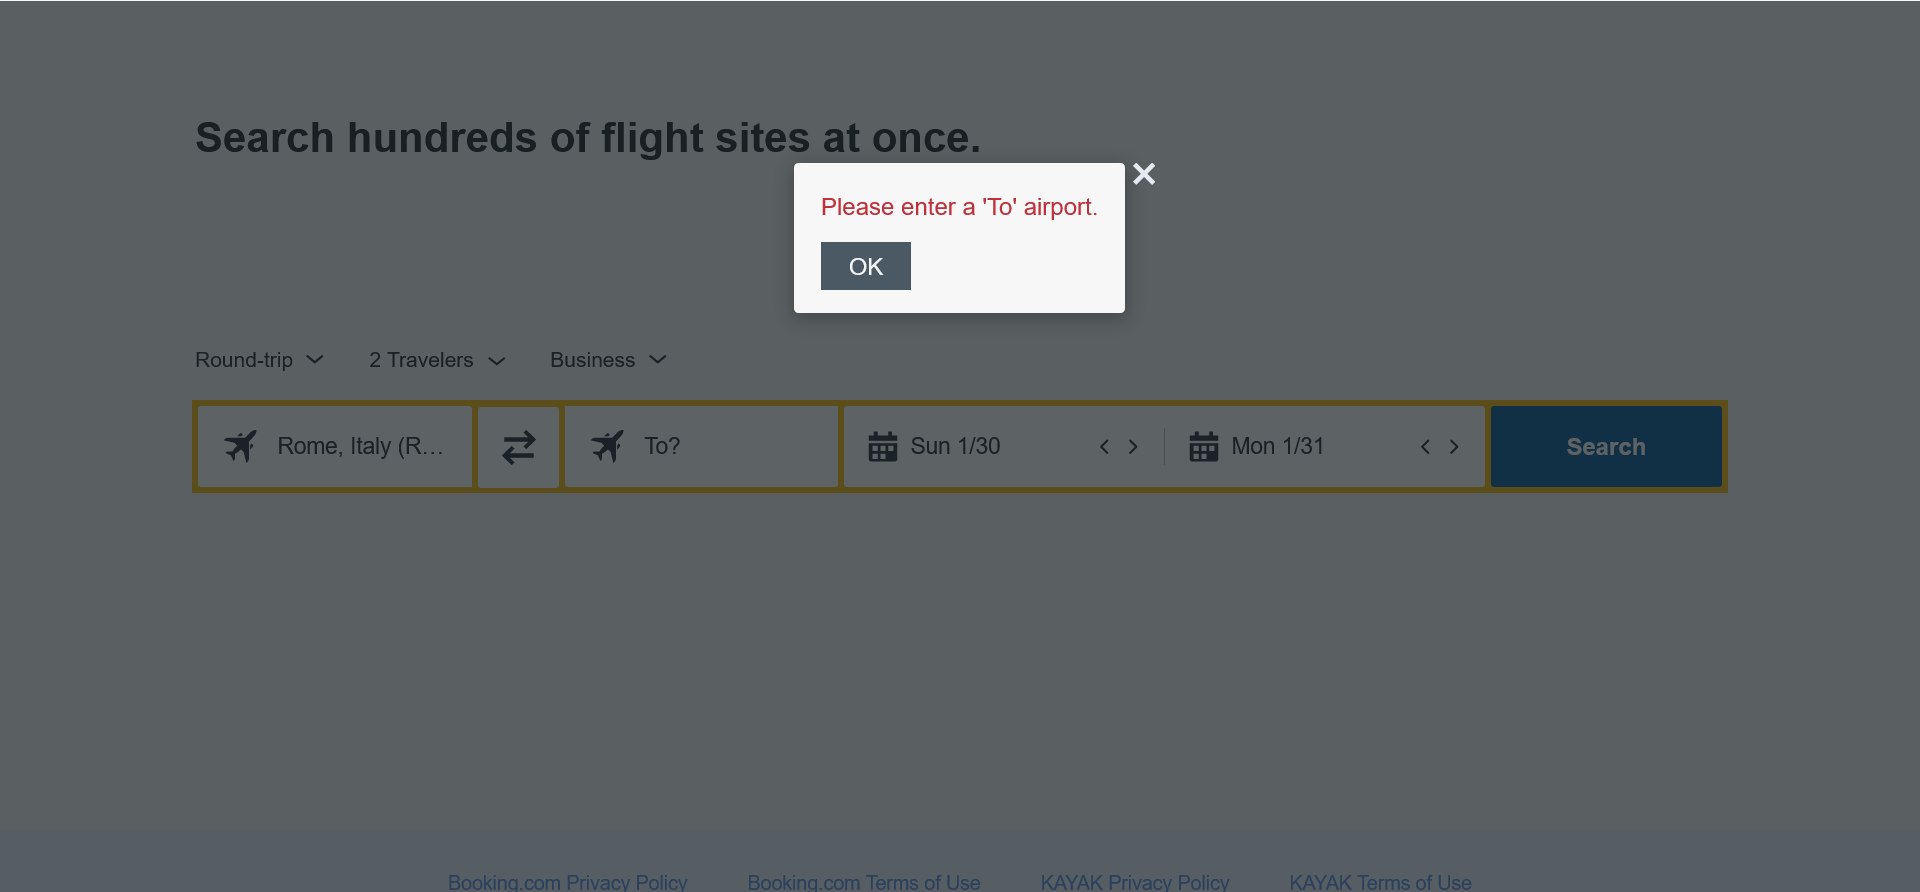 Search hundreds of flight sites at once.
Please enter a 'To' airport.
OK
Round-trip
2 Travelers
Business
Rome, Italy (R...
To?
Sun 1/30
Mon 1/31
Search
Booking.com Privacy Policy
Booking.com Terms of Use
KAYAK Privacy Policy
KAYAK Terms of Use